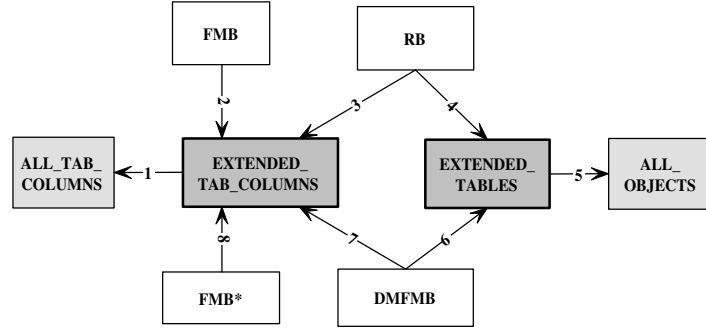 FMB
RB
2
3
4
ALL_TAB_
COLUMNS
1
EXTENDED_
TAB_COLUMNS
EXTENDED_
TABLES
5
ALL_
OBJECTS
8
7
6
FMB*
DMFMB